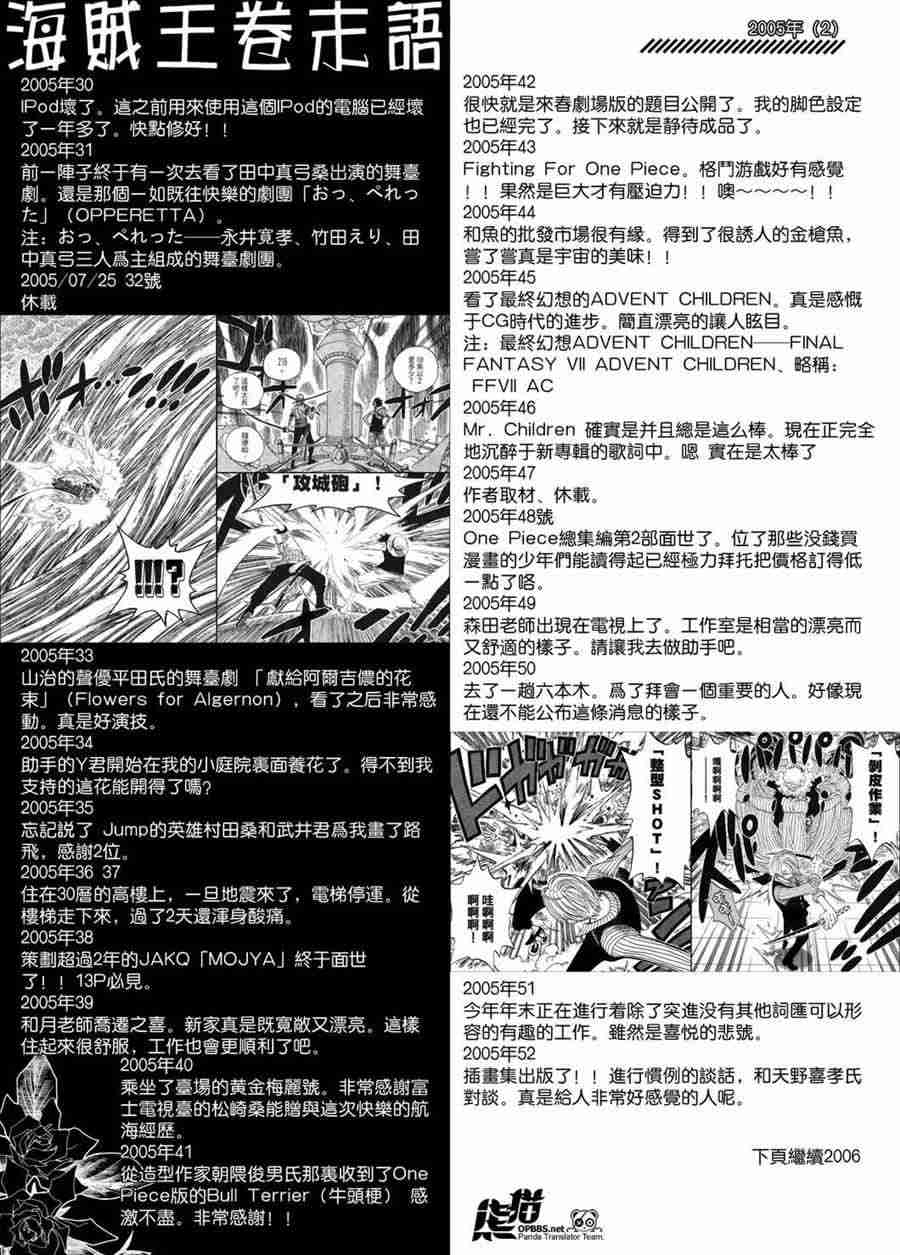 海賊王卷末語
2005年30
IPod壞了。這之前用來使用這個IPod的電腦已經壞
了一年多了。快點修好！！
2005年31
前一陣子終于有一次去看了田中真弓桑出演的舞臺
劇。還是那個一如既往快樂的劇團「おっ、ぺれっ
た」（OPPERETTA）。
注：おっ、ぺれった——永井寛孝、竹田えり、田
中真弓三人爲主組成的舞臺劇團。
2005/07/25 32號
休載
「攻城砲」！
!!!?
2005年33
山治的聲優平田氏的舞臺劇 「獻給阿爾吉儂的花
束」（Flowers for Algernon），看了之后非常感
動。真是好演技。
2005年34
助手的Y君開始在我的小庭院裏面養花了。得不到我
支持的這花能開得了嗎?
2005年35
忘記説了 Jump的英雄村田桑和武井君爲我畫了路
飛，感謝2位。
2005年36 37
住在30層的高樓上，一旦地震來了，電梯停運。從
樓梯走下來，過了2天還渾身酸痛。
2005年38
策劃超過2年的JAKQ「MOJYA」終于面世
了！！13P必見。
2005年39
和月老師喬遷之喜。新家真是既寬敞又漂亮。這樣
住起來很舒服，工作也會更順利了吧。
2005年40
乘坐了臺場的黃金梅麗號。非常感謝富
士電視臺的松崎桑能贈與這次快樂的航
海經歷。
2005年41
從造型作家朝隈俊男氏那裏收到了One
Piece版的Bull Terrier（牛頭梗） 感
激不盡。非常感謝！！
2005年（2）
2005年42
很快就是來春劇場版的題目公開了。我的脚色設定
也已經完了。接下來就是静待成品了。
2005年43
Fighting For One Piece。格鬥游戲好有感覺
！！果然是巨大才有壓迫力！！噢～～～～！！
2005年44
和魚的批發市場很有緣。得到了很誘人的金槍魚，
嘗了嘗真是宇宙的美味！！
2005年45
看了最終幻想的ADVENT CHILDREN。真是感慨
于CG時代的進步。簡直漂亮的讓人眩目。
注：最終幻想ADVENT CHILDREN——FINAL
FANTASY VII ADVENT CHILDREN、略稱：
FFVII AC
2005年46
Mr. Children 確實是并且總是這么棒。現在正完全
地沉醉于新專輯的歌詞中。嗯 實在是太棒了
2005年47
作者取材、休載。
2005年48號
One Piece總集編第2部面世了。位了那些没錢買
漫畫的少年們能讀得起已經極力拜托把價格訂得低
一點了咯。
2005年49
森田老師出現在電視上了。工作室是相當的漂亮而
又舒適的樣子。請讓我去做助手吧。
2005年50
去了一趟六本木。爲了拜會一個重要的人。好像現
在還不能公布這條消息的樣子。
「剝皮作業」！
「整型SHOT」！
哇啊啊啊
啊啊啊！
2005年51
今年年末正在進行着除了突進没有其他詞匯可以形
容的有趣的工作。雖然是喜悦的悲號。
2005年52
插畫集出版了！！進行慣例的談話，和天野喜孝氏
對談。真是給人非常好感覺的人呢。
下頁繼續2006
熊猫
OPBBS.net
Panda Translator Team.